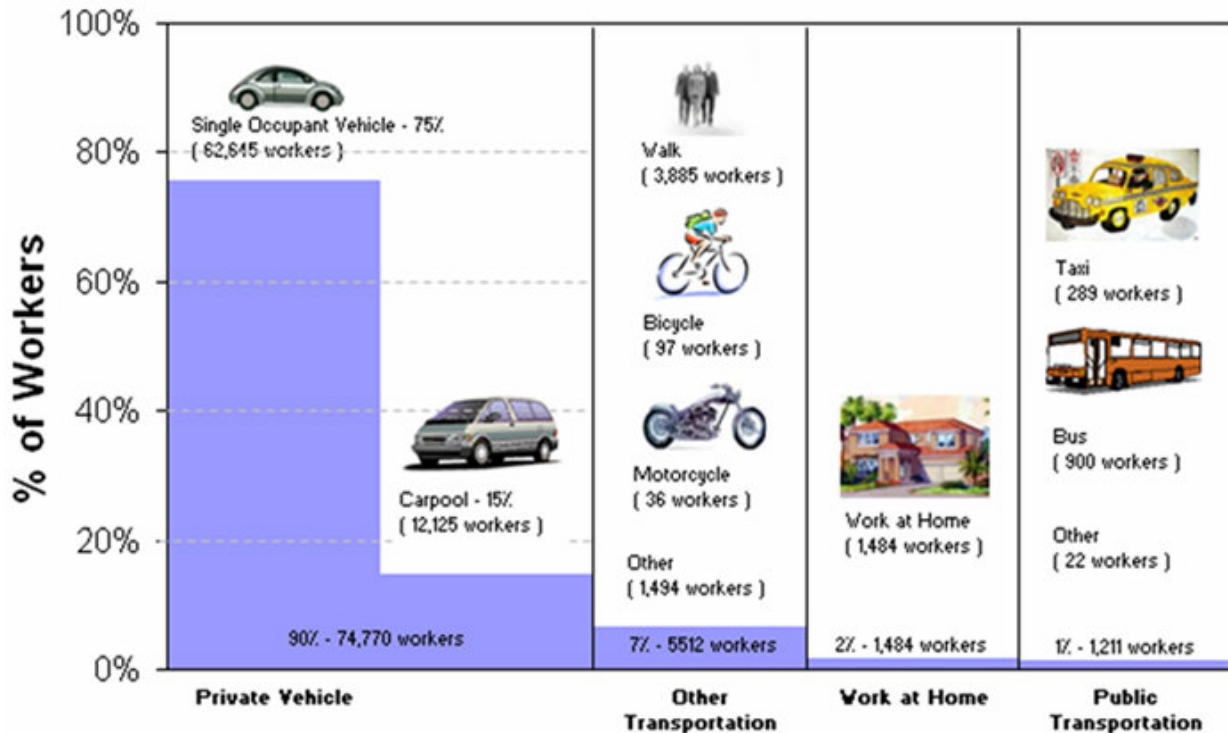 100%
80%
60%
40%
20%
0%
% of Workers
Single Occupant Vehicle - 75%
( 62,645 workers )
Carpool - 15%
( 12,125 workers )
90% - 74,770 workers
Private Vehicle
Walk
( 3,885 workers )
Bicycle
( 97 workers )
Motorcycle
( 36 workers )
Other
( 1,494 workers )
7% - 5512 workers
Other
Transportation
Work at Home
( 1,484 workers )
2% - 1,484 workers
Work at Home
Taxi
( 289 workers )
Bus
( 900 workers )
Other
( 22 workers )
1% - 1,211 workers
Public
Transportation